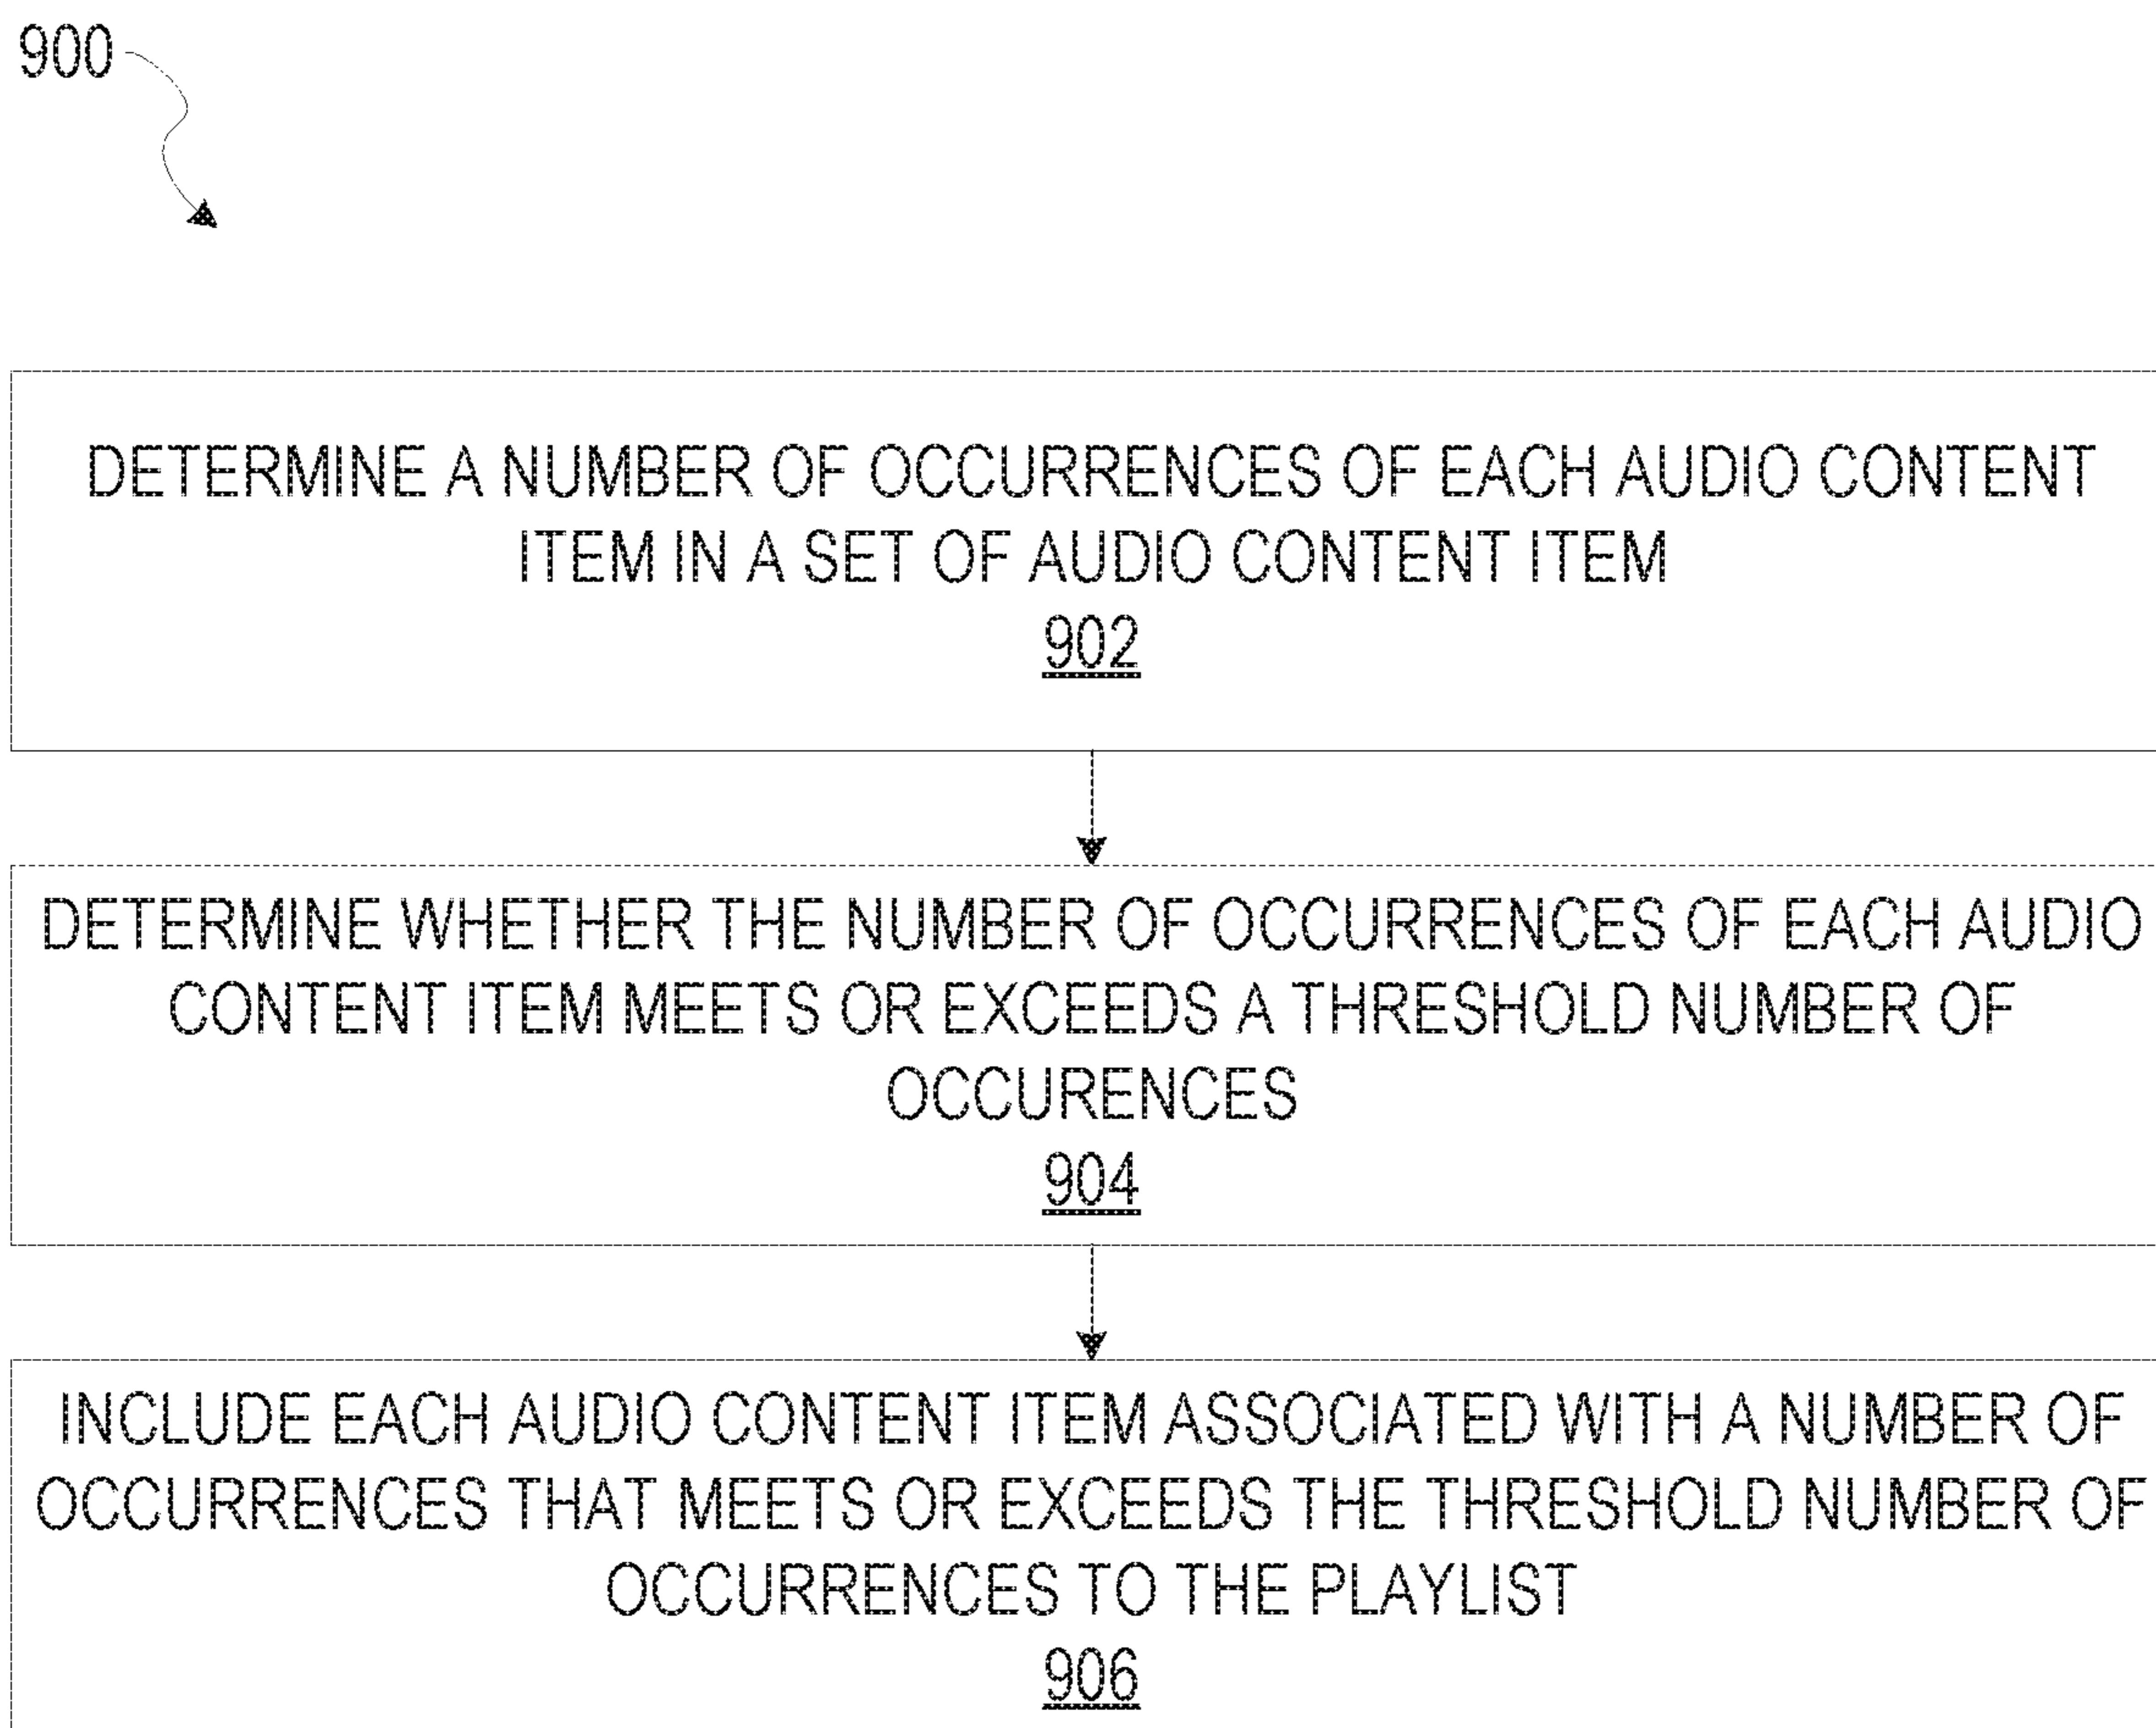 900
DETERMINE A NUMBER OF OCCURRENCES OF EACH AUDIO CONTENT
ITEM IN A SET OF AUDIO CONTENT ITEM
902
DETERMINE WHETHER THE NUMBER OF OCCURRENCES OF EACH AUDIO
CONTENT ITEM MEETS OR EXCEEDS A THRESHOLD NUMBER OF
OCCURENCES
904
INCLUDE EACH AUDIO CONTENT ITEM ASSOCIATED WITH A NUMBER OF
OCCURRENCES THAT MEETS OR EXCEEDS THE THRESHOLD NUMBER OF
OCCURRENCES TO THE PLAYLIST
906